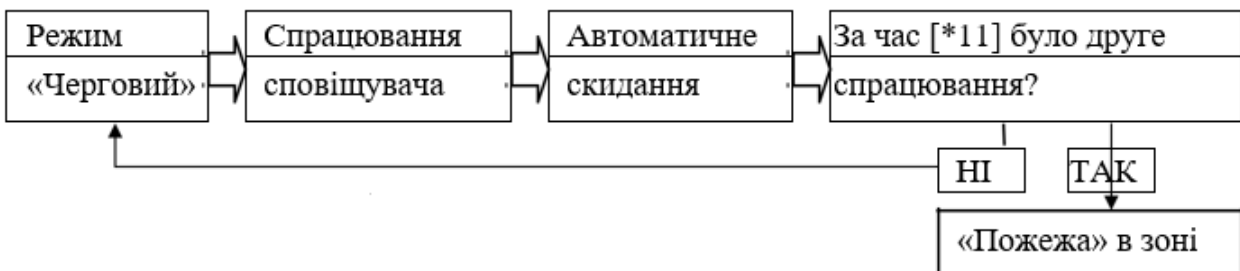 Режим
«Черговий»
Спрацювання
сповіщувача
Автоматичне
скидання
За час [*11] було друге
спрацювання?
НІ
ТАК
«Пожежа» в зоні